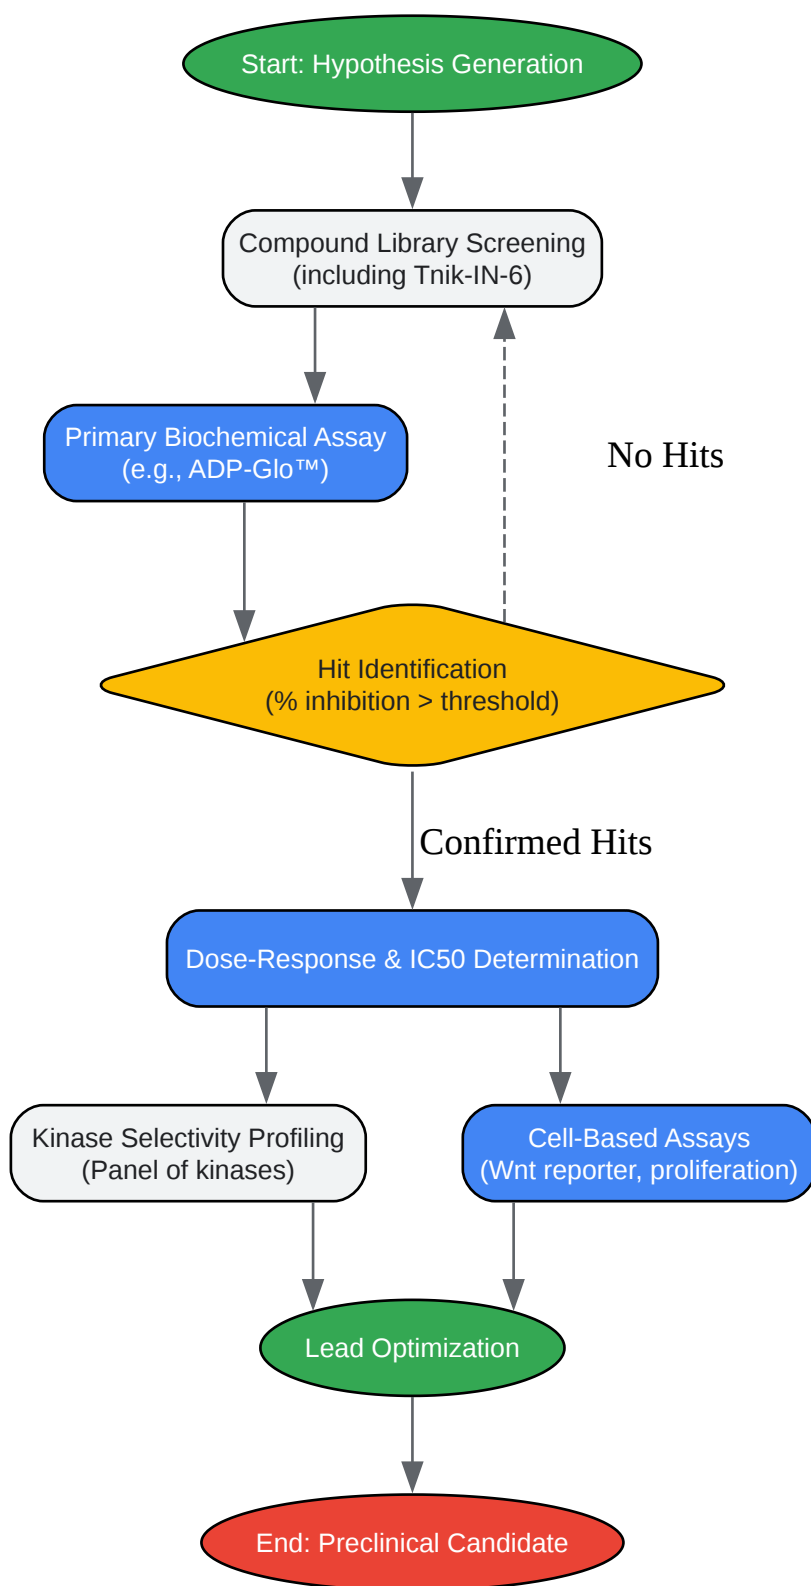 Start: Hypothesis Generation
Compound Library Screening
(including Tnik-IN-6)
Primary Biochemical Assay
(e.g., ADP-Glo™)
No Hits
Hit Identification
(% inhibition > threshold)
Confirmed Hits
Dose-Response & IC50 Determination
Kinase Selectivity Profiling
(Panel of kinases)
Cell-Based Assays
(Wnt reporter, proliferation)
Lead Optimization
End: Preclinical Candidate